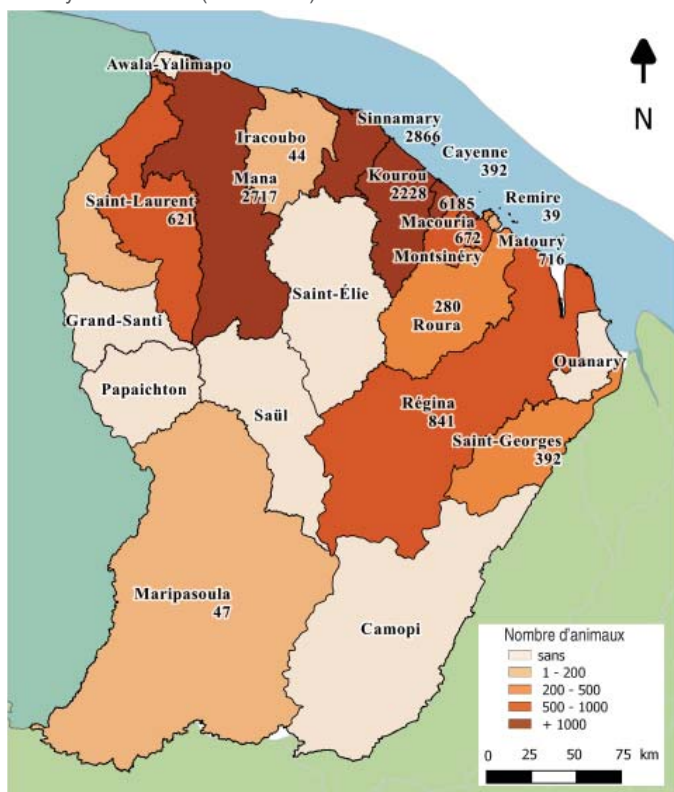 Awala-Yalimapo
N
Sinnamary
2866
Iracoubo
44
Cayenne
392
Mana
2717
Kourou
2228
Remire
39
Saint-Laurent
621
6185
Macouria
672
Montsinéry
Matoury
716
Saint-Élie
280
Roura
Grand-Santi
Ouanary
Papaichton
Saül
Régina
841
Saint-Georges
392
Maripasoula
47
Camopi
Nombre d'animaux
sans
1 - 200
200 - 500
500 - 1000
+ 1000
0 25 50 75 km